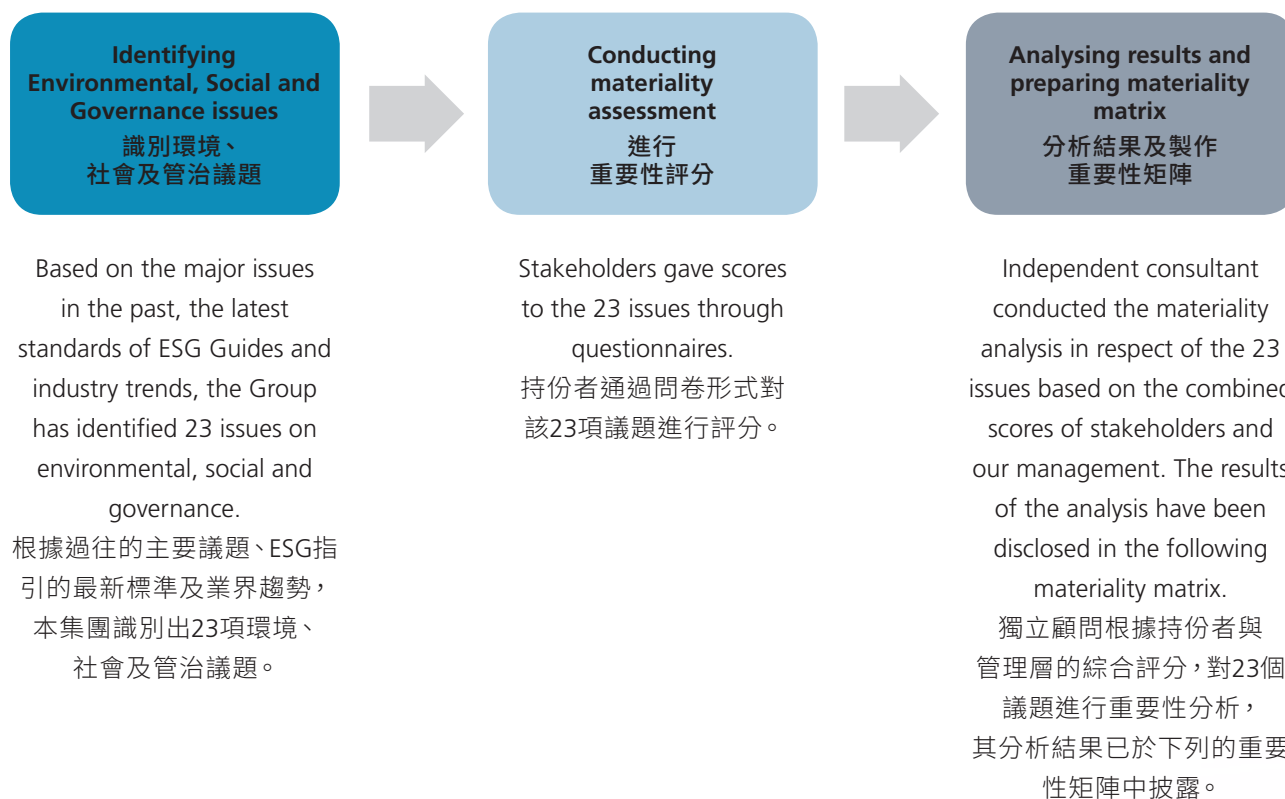 Identifying
Environmental, Social and
Governance issues
識別環境、
社會及管治議題
Based on the major issues
in the past, the latest
standards of ESG Guides and
industry trends, the Group
has identified 23 issues on
environmental, social and
governance.
根據過往的主要議題、ESG指
引的最新標準及業界趨勢，
本集團識別出23項環境、
社會及管治議題。
Conducting
materiality
assessment
進行
重要性評分
Stakeholders gave scores
to the 23 issues through
questionnaires.
持份者通過問卷形式對
該23項議題進行評分。
Analysing results and
preparing materiality
matrix
分析結果及製作
重要性矩陣
Independent consultant
conducted the materiality
analysis in respect of the 23
issues based on the combined
scores of stakeholders and
our management. The results
of the analysis have been
disclosed in the following
materiality matrix.
獨立顧問根據持份者與
管理層的綜合評分，對23個
議題進行重要性分析，
其分析結果已於下列的重要
性矩陣中披露。